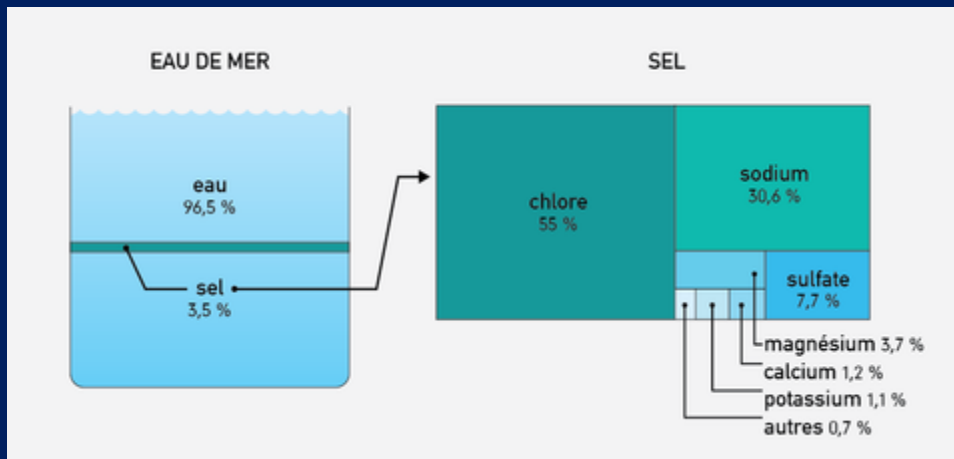 EAU DE MER
eau
96,5 %
sel
3,5 %
SEL
chlore
55 %
sodium
30,6 %
sulfate
7,7 %
magnésium 3,7 %
calcium 1,2 %
potassium 1,1 %
autres 0,7 %